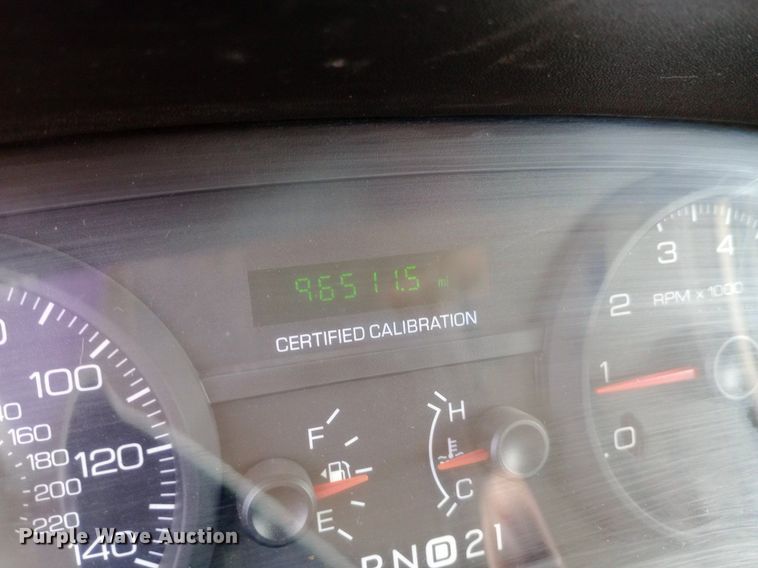 96511.5 mi
CERTIFIED CALIBRATION
100
120
140
160
180
200
220
F
E
H
C
0
1
2
3
4
RPM x 1000
RND21
Purple Wave Auction